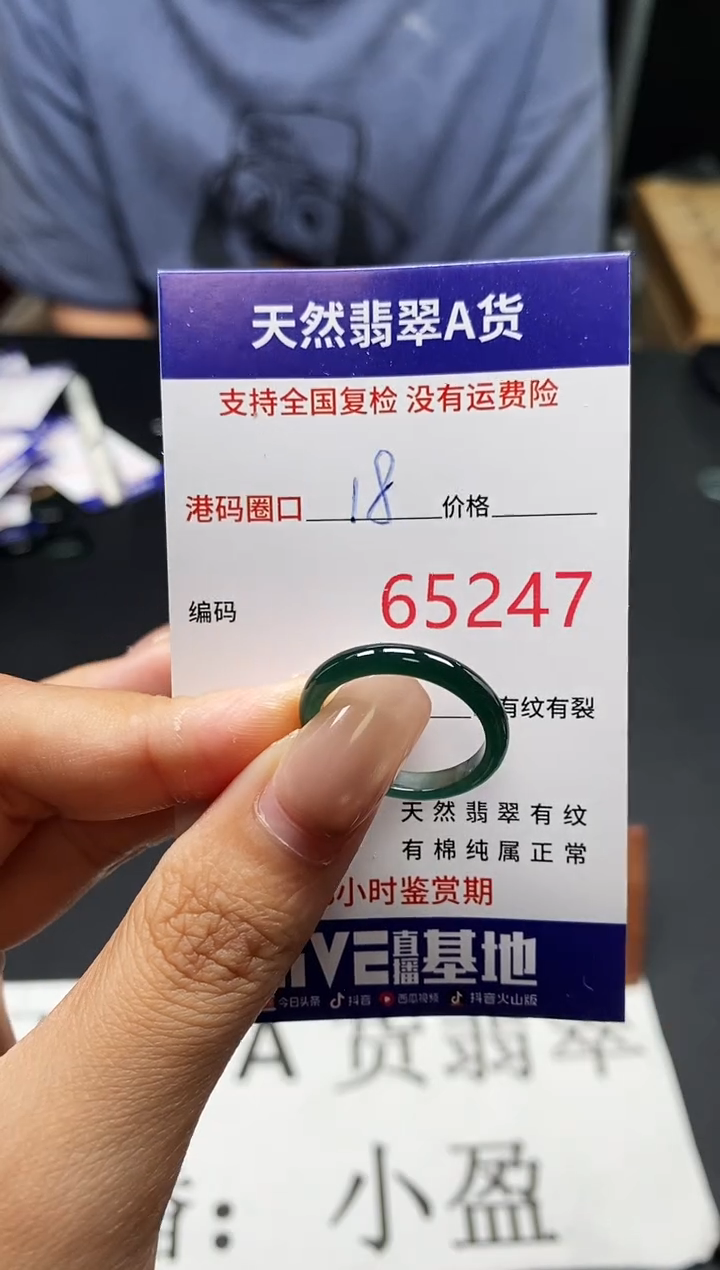 天然翡翠A货
支持全国复检 没有运费险
港码圈口 18 价格
编码 65247
有纹有裂
天然翡翠有纹
有棉纯属正常
小时鉴赏期
IVE直播基地
今日头条 抖音 西瓜视频 抖音火山版
A 货翡翠
: 小盈